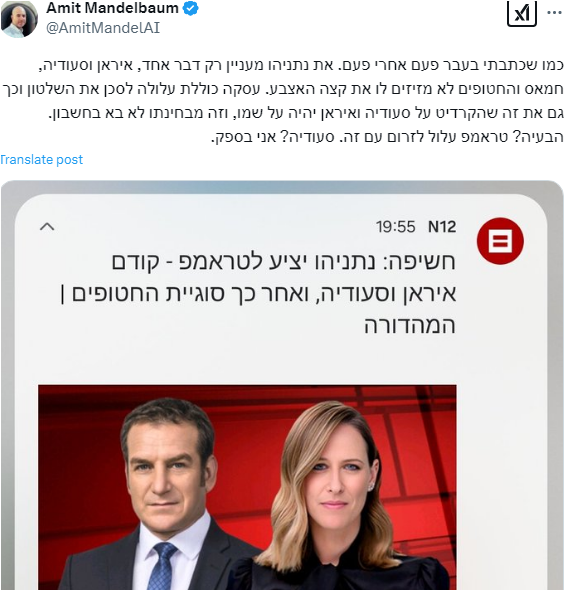 Amit Mandelbaum
@AmitMandelAI
כמו שכתבתי בעבר פעם אחרי פעם. את נתניהו מעניין רק דבר אחד, איראן וסעודיה,
חמאס והחטופים לא מזיזים לו את קצה האצבע. עסקה כוללת עלולה לסכן את השלטון וכך
גם את זה שהקרדיט על סעודיה ואיראן יהיה על שמו, וזה מבחינתו לא בא בחשבון.
הבעיה? טראמפ עלול לזרום עם זה. סעודיה? אני בספק.
Translate post
N12 19:55
חשיפה: נתניהו יציע לטראמפ - קודם
איראן וסעודיה, ואחר כך סוגיית החטופים |
המהדורה